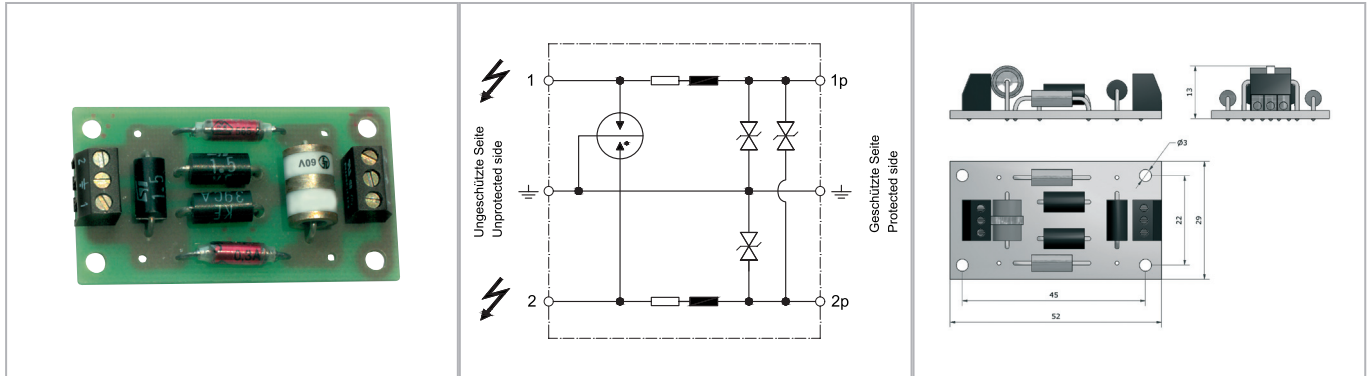 60V
1
1p
2
2p
Ungeschützte Seite
Unprotected side
*
Geschützte Seite
Protected side
13
Ø3
22
29
45
52